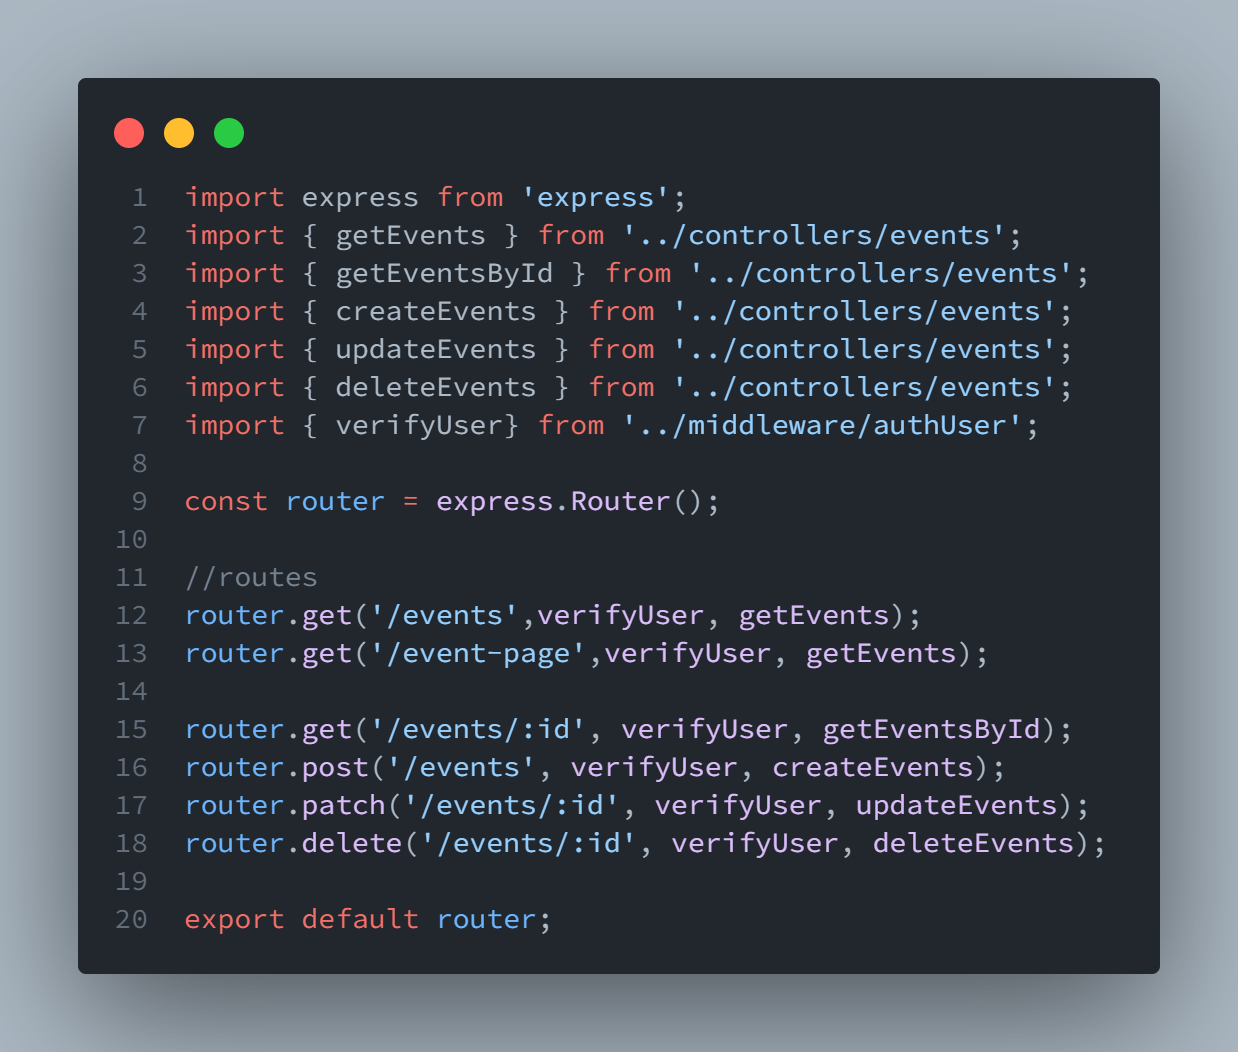 1 import express from 'express';
2 import { getEvents } from '../controllers/events';
3 import { getEventsById } from '../controllers/events';
4 import { createEvents } from '../controllers/events';
5 import { updateEvents } from '../controllers/events';
6 import { deleteEvents } from '../controllers/events';
7 import { verifyUser} from '../middleware/authUser';
8
9 const router = express.Router();
10
11 //routes
12 router.get('/events',verifyUser, getEvents);
13 router.get('/event-page',verifyUser, getEvents);
14
15 router.get('/events/:id', verifyUser, getEventsById);
16 router.post('/events', verifyUser, createEvents);
17 router.patch('/events/:id', verifyUser, updateEvents);
18 router.delete('/events/:id', verifyUser, deleteEvents);
19
20 export default router;